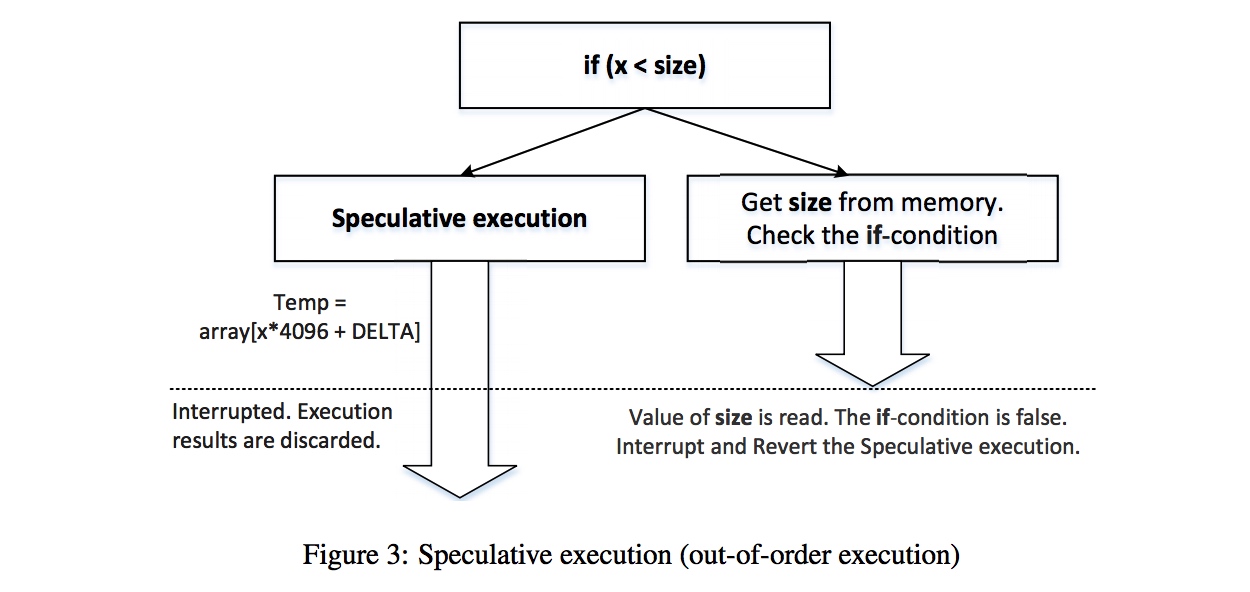 if (x < size)
Speculative execution
Get size from memory.
Check the if-condition
Temp =
array[x*4096 + DELTA]
Interrupted. Execution
results are discarded.
Value of size is read. The if-condition is false.
Interrupt and Revert the Speculative execution.
Figure 3: Speculative execution (out-of-order execution)